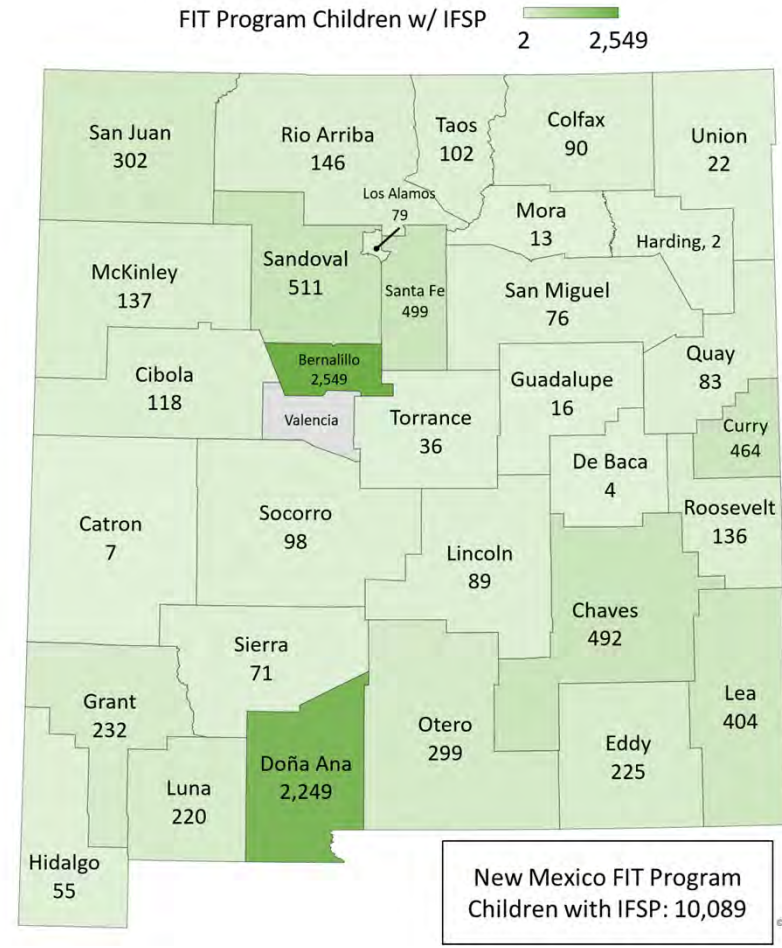 FIT Program Children w/ IFSP
2 2,549
San Juan
302
Rio Arriba
146
Taos
102
Colfax
90
Union
22
Los Alamos
79
Mora
13
Harding, 2
McKinley
137
Sandoval
511
Santa Fe
499
San Miguel
76
Cibola
118
Bernalillo
2,549
Valencia
Torrance
36
Guadalupe
16
Quay
83
Curry
464
De Baca
4
Roosevelt
136
Catron
7
Socorro
98
Lincoln
89
Chaves
492
Sierra
71
Grant
232
Lea
404
Otero
299
Eddy
225
Doña Ana
2,249
Luna
220
Hidalgo
55
New Mexico FIT Program
Children with IFSP: 10,089